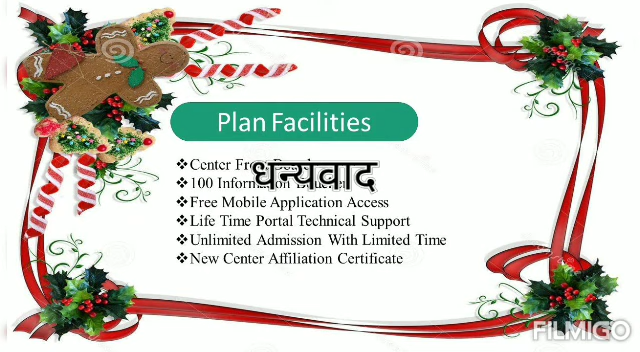 Plan Facilities
❖Center Fr
धन्यवाद
❖100 Information
❖Free Mobile Application Access
❖Life Time Portal Technical Support
❖Unlimited Admission With Limited Time
❖New Center Affiliation Certificate
FILMIGO